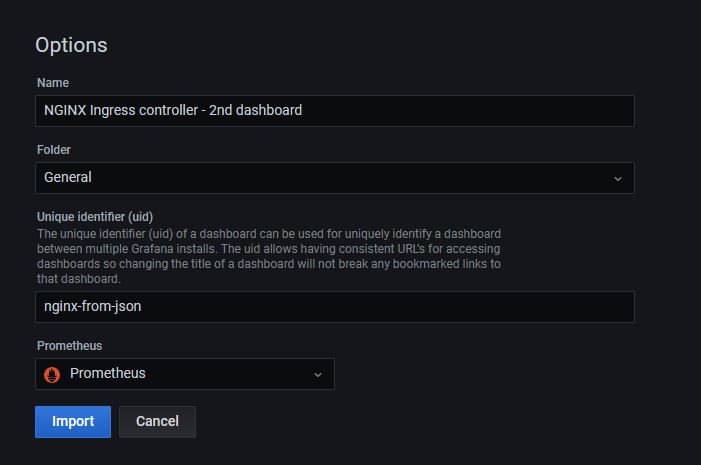 Options
Name
NGINX Ingress controller - 2nd dashboard
Folder
General
Unique identifier (uid)
The unique identifier (uid) of a dashboard can be used for uniquely identify a dashboard
between multiple Grafana installs. The uid allows having consistent URL's for accessing
dashboards so changing the title of a dashboard will not break any bookmarked links to
that dashboard.
nginx-from-json
Prometheus
Prometheus
Import Cancel